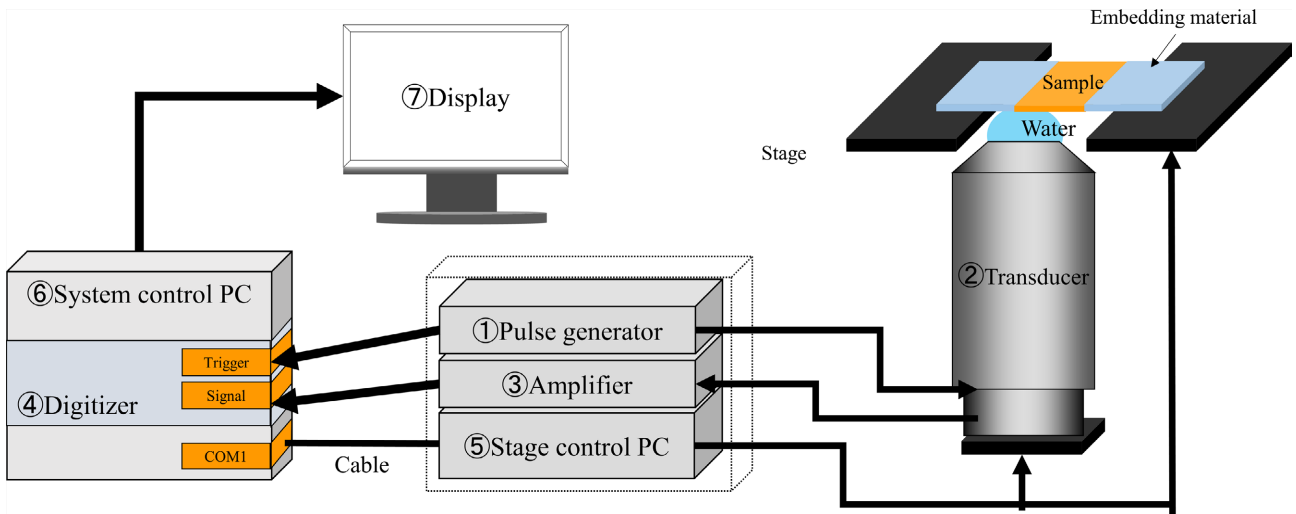 Embedding material
⑦Display
Sample
Water
Stage
②Transducer
⑥System control PC
①Pulse generator
Trigger
③Amplifier
Signal
④Digitizer
⑤Stage control PC
COM1
Cable